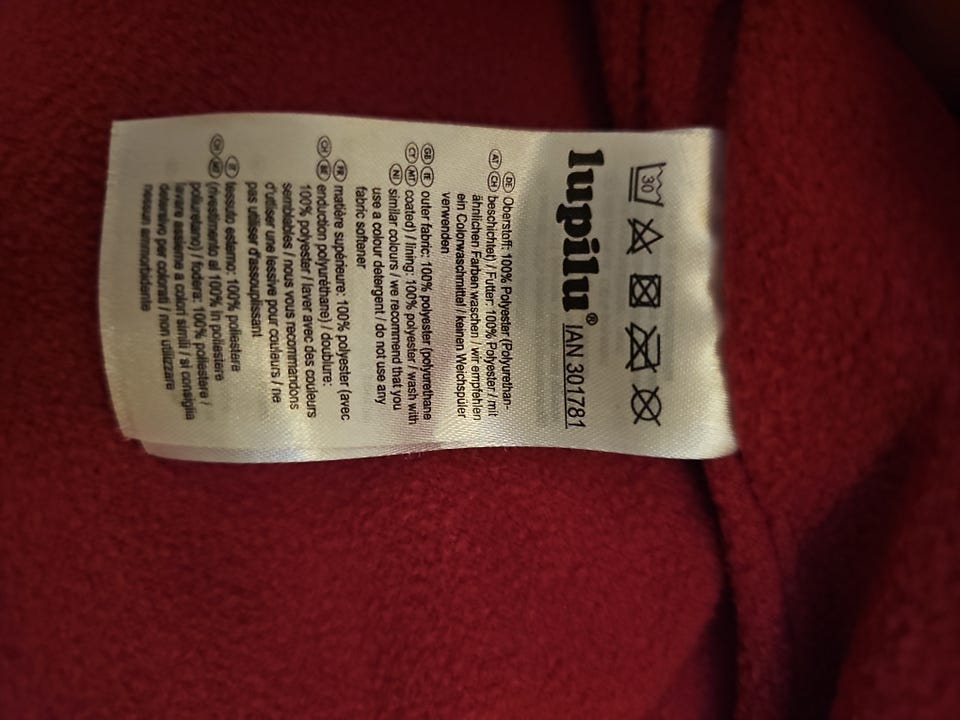 30
lupilu® IAN 301781
DE Oberstoff: 100% Polyester (Polyurethan-
AT CH beschichtet) / Futter: 100% Polyester / mit
ähnlichen Farben waschen / wir empfehlen
ein Colorwaschmittel / keinen Weichspüler
verwenden
GB IE outer fabric: 100% polyester (polyurethane
CY MT coated) / lining: 100% polyester / wash with
NI similar colours / we recommend that you
use a colour detergent / do not use any
fabric softener
FR matière supérieure: 100% polyester (avec
CH BE enduction polyuréthane) / doublure:
100% polyester / laver avec des couleurs
semblables / nous vous recommandons
d'utiliser une lessive pour couleurs / ne
pas utiliser d'assouplissant
IT tessuto esterno: 100% poliestere
CH (rivestimento al 100% in poliestere
poliuretano) / fodera: 100% poliestere /
lavare assieme a colori simili / si consiglia
detersivo per colorati / non utilizzare
nessun ammorbidente